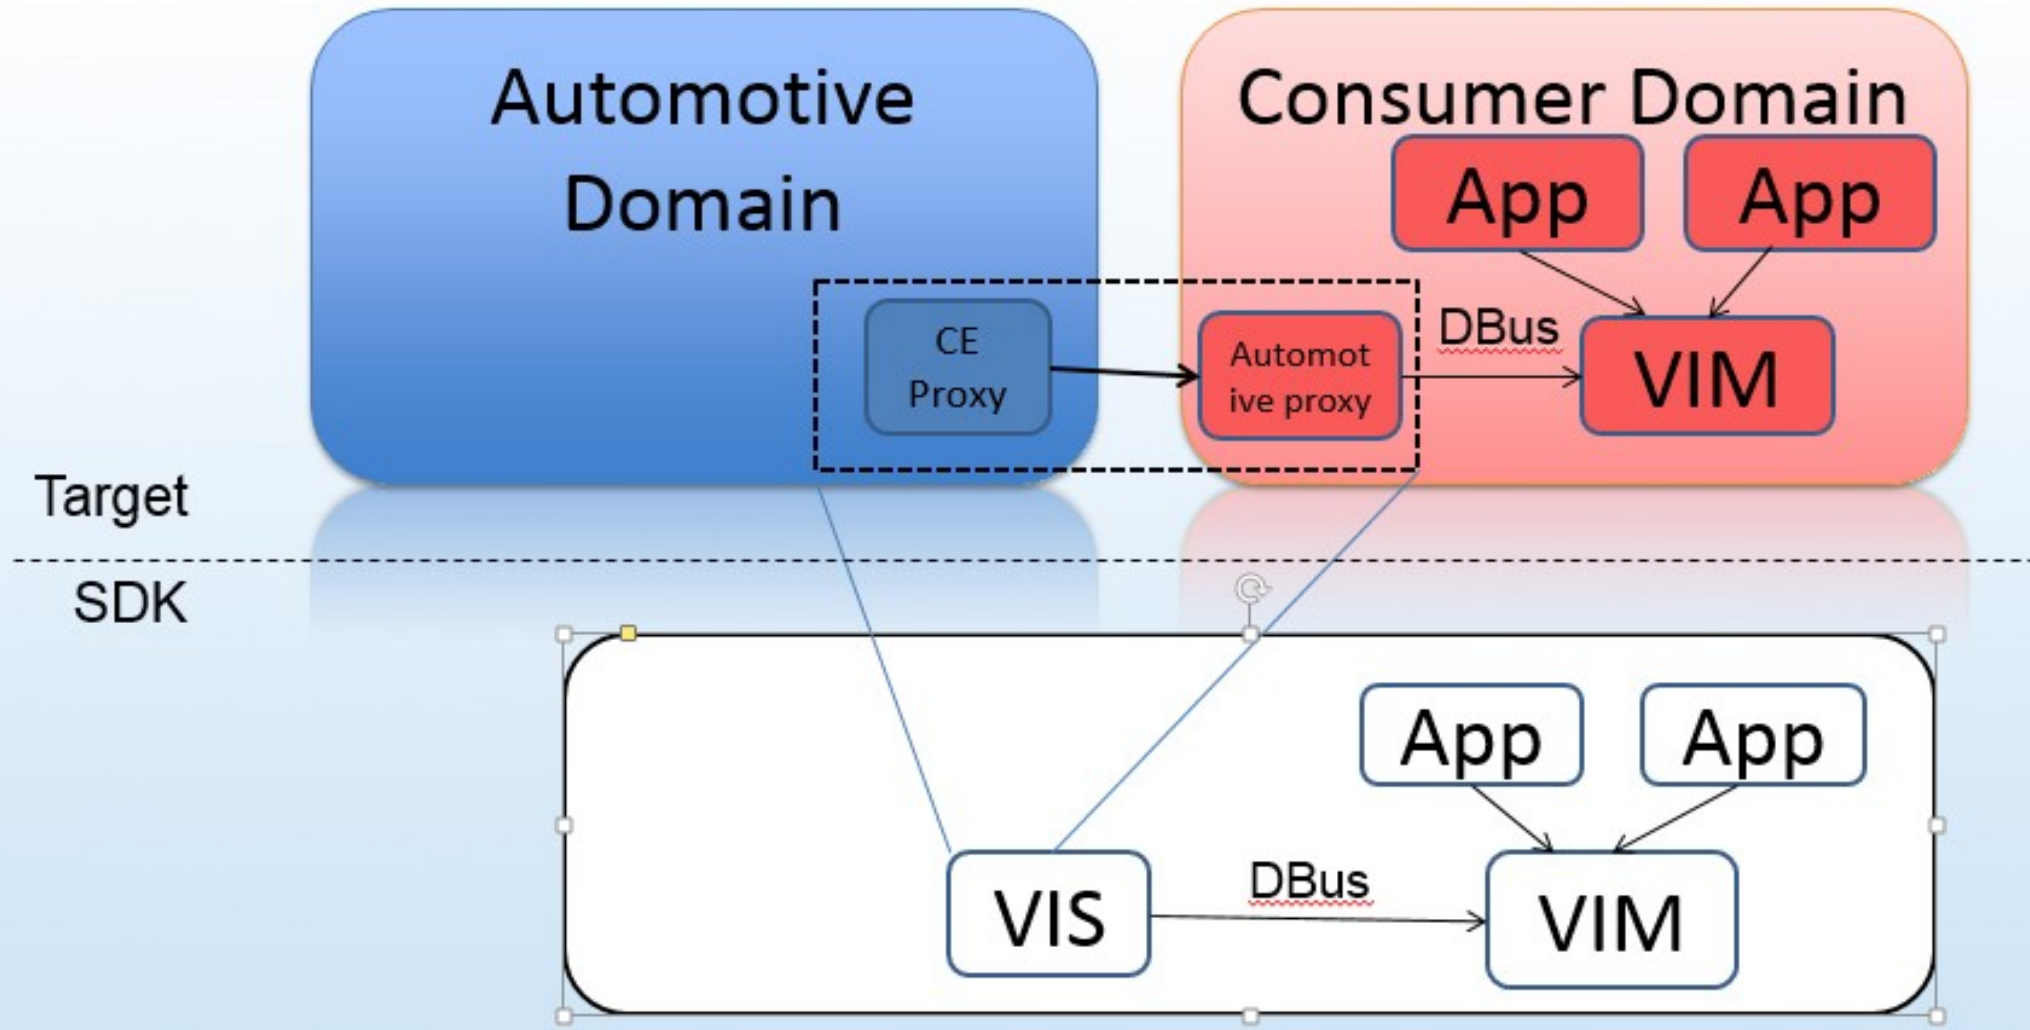 Automotive
Domain
Consumer Domain
App
App
CE
Proxy
Automot
ive proxy
DBus
VIM
Target
SDK
App
App
VIS
DBus
VIM